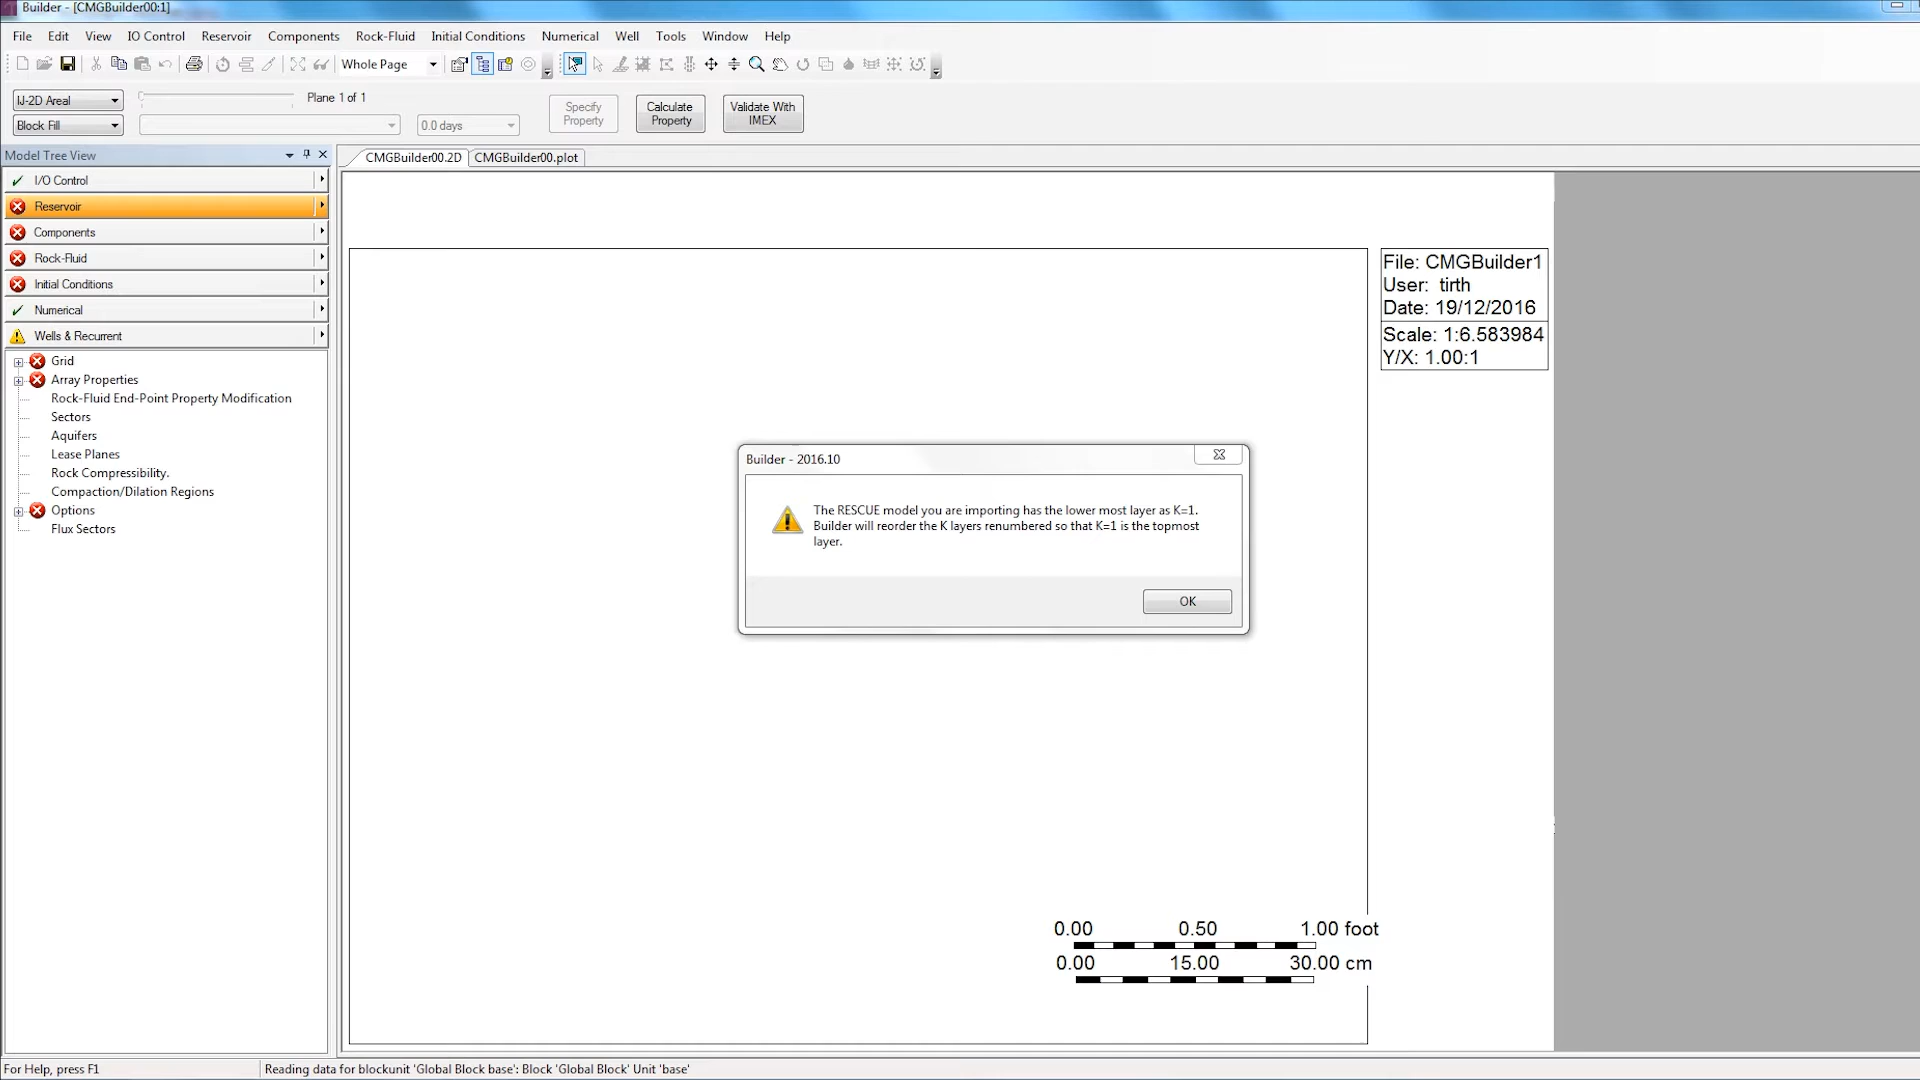 Builder - [CMGBuilder00:1]
File Edit View IO Control Reservoir Components Rock-Fluid Initial Conditions Numerical Well Tools Window Help
Whole Page
IJ-2D Areal
Plane 1 of 1
Block Fill
0.0 days
Specify Property
Calculate Property
Validate With IMEX
Model Tree View
CMGBuilder00.2D
CMGBuilder00.plot
I/O Control
Reservoir
Components
Rock-Fluid
Initial Conditions
Numerical
Wells & Recurrent
Grid
Array Properties
Rock-Fluid End-Point Property Modification
Sectors
Aquifers
Lease Planes
Rock Compressibility.
Compaction/Dilation Regions
Options
Flux Sectors
File: CMGBuilder1
User: tirth
Date: 19/12/2016
Scale: 1:6.583984
Y/X: 1.00:1
Builder - 2016.10
The RESCUE model you are importing has the lower most layer as K=1.
Builder will reorder the K layers renumbered so that K=1 is the topmost
layer.
OK
0.00 0.50 1.00 foot
0.00 15.00 30.00 cm
For Help, press F1
Reading data for blockunit 'Global Block base': Block 'Global Block' Unit 'base'